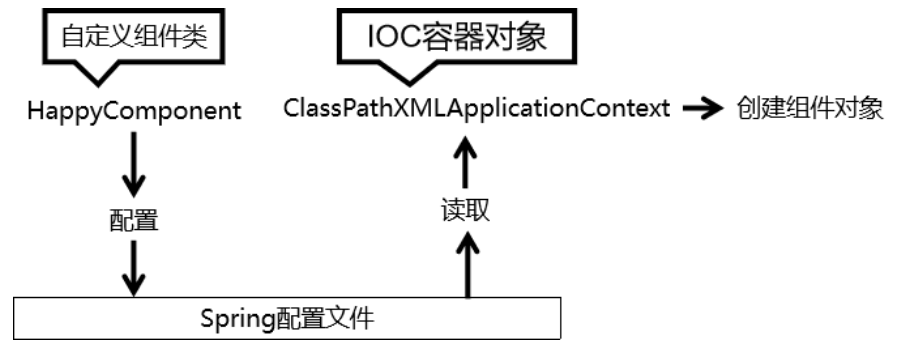 自定义组件类
IOC容器对象
HappyComponent
ClassPathXMLApplicationContext
创建组件对象
配置
读取
Spring配置文件